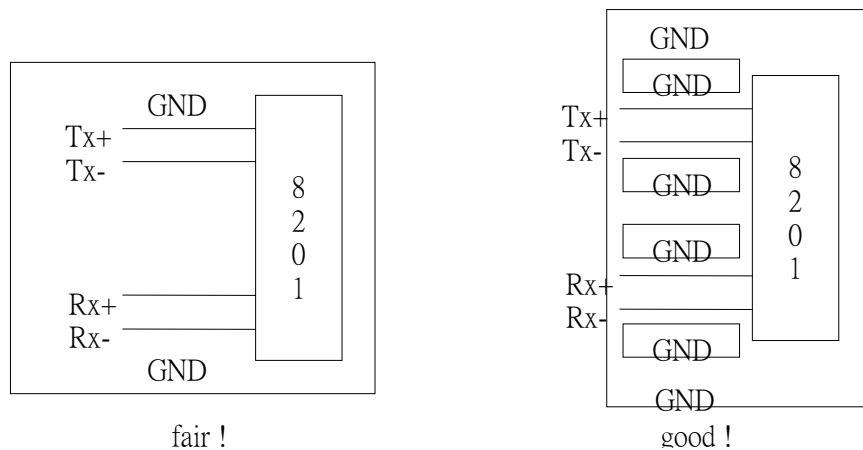 GND
Tx+
Tx-
8
2
0
1
Rx+
Rx-
GND
fair !
GND
GND
Tx+
Tx-
GND
8
2
0
1
GND
Rx+
Rx-
GND
GND
good !